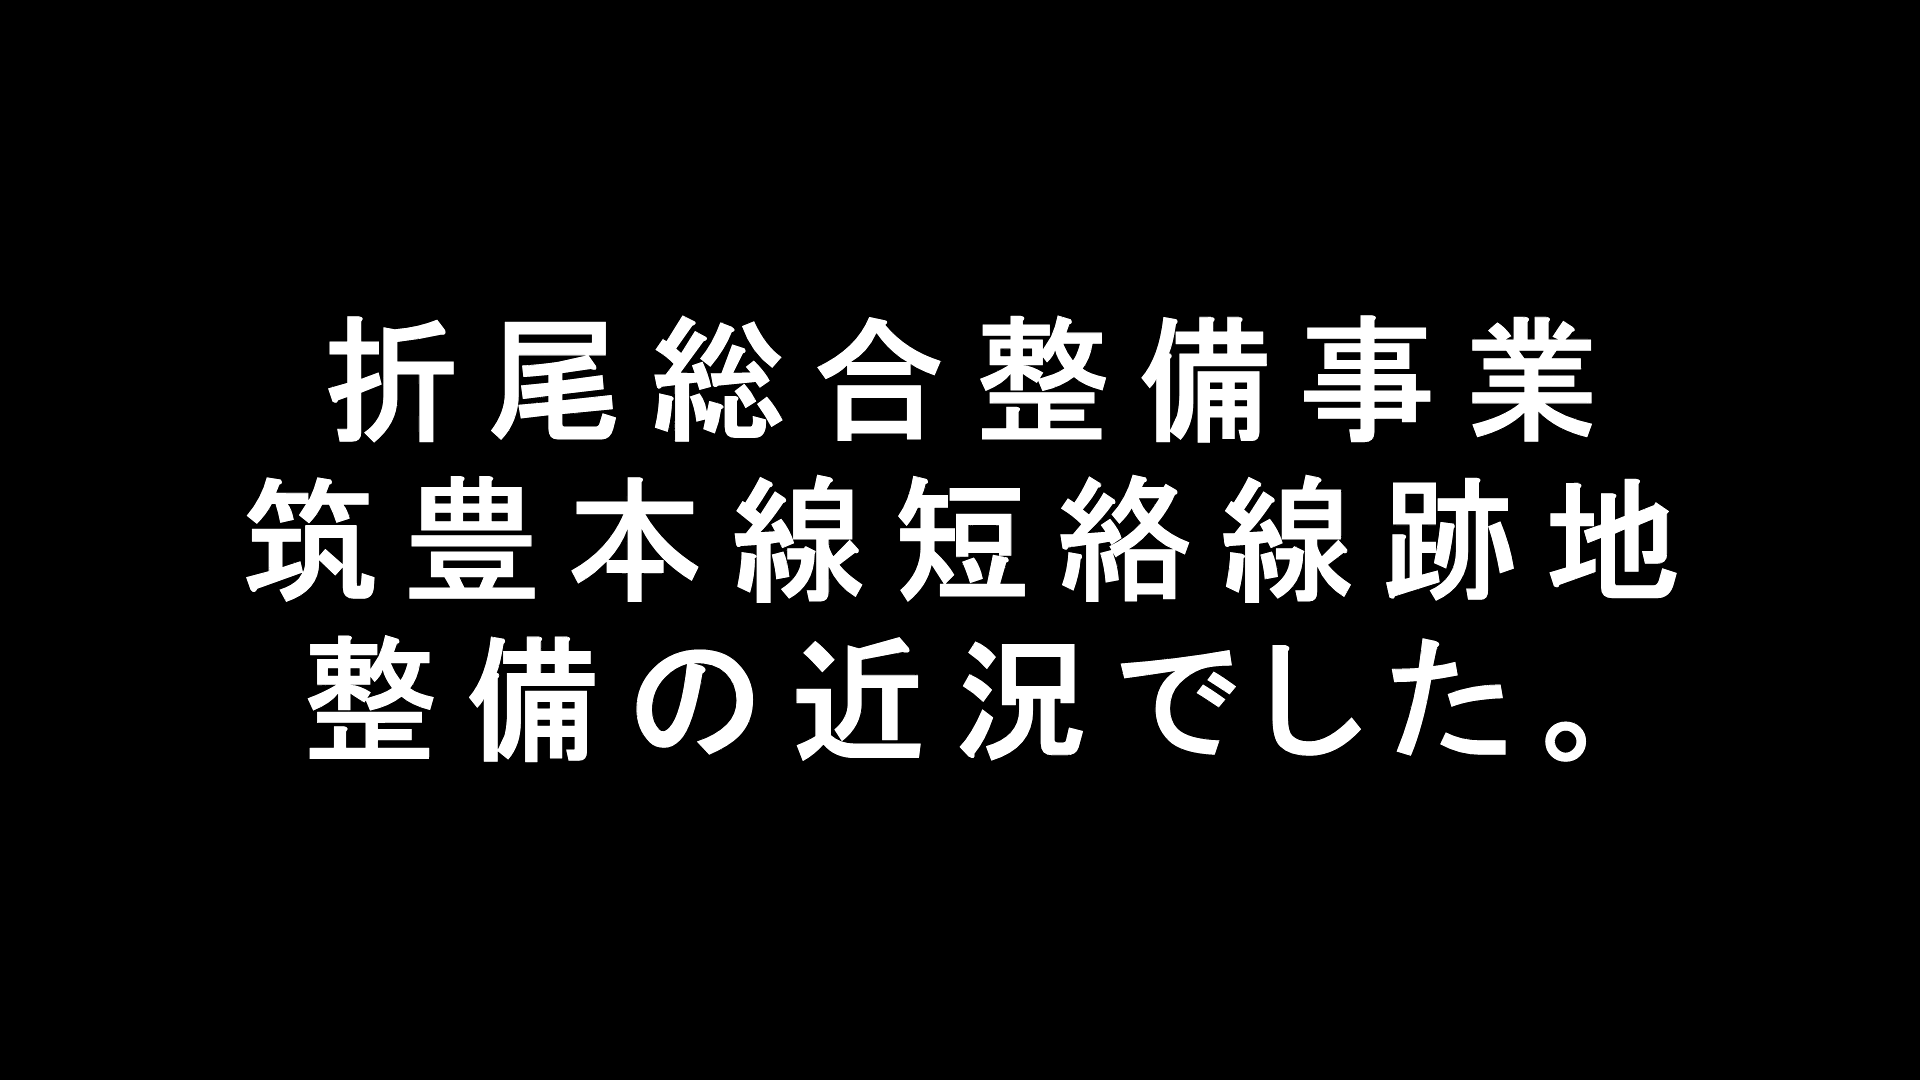 折尾総合整備事業
筑豊本線短絡線跡地
整備の近況でした。